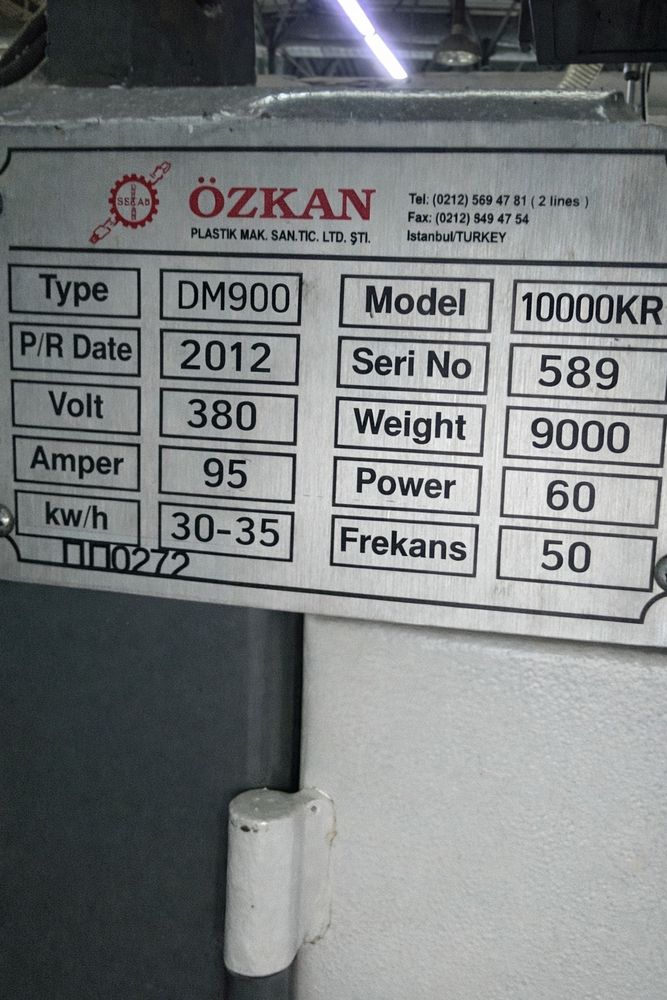 ÖZKAN
PLASTIK MAK. SAN.TIC. LTD. ŞTI.
Tel: (0212) 569 47 81 ( 2 lines )
Fax: (0212) 849 47 54
Istanbul/TURKEY
Type DM900 Model 10000KR
P/R Date 2012 Seri No 589
Volt 380 Weight 9000
Amper 95 Power 60
kw/h 30-35 Frekans 50
ПП0272